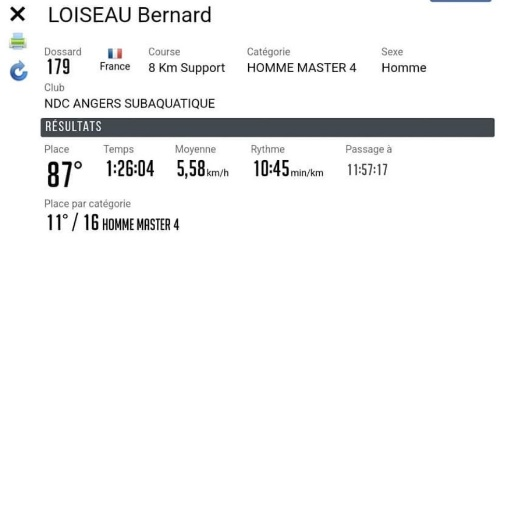 LOISEAU Bernard
Dossard Course Catégorie Sexe
179 France 8 Km Support HOMME MASTER 4 Homme
Club
NDC ANGERS SUBAQUATIQUE
RÉSULTATS
Place Temps Moyenne Rythme Passage à
87° 1:26:04 5,58 km/h 10:45 min/km 11:57:17
Place par catégorie
11° / 16 HOMME MASTER 4